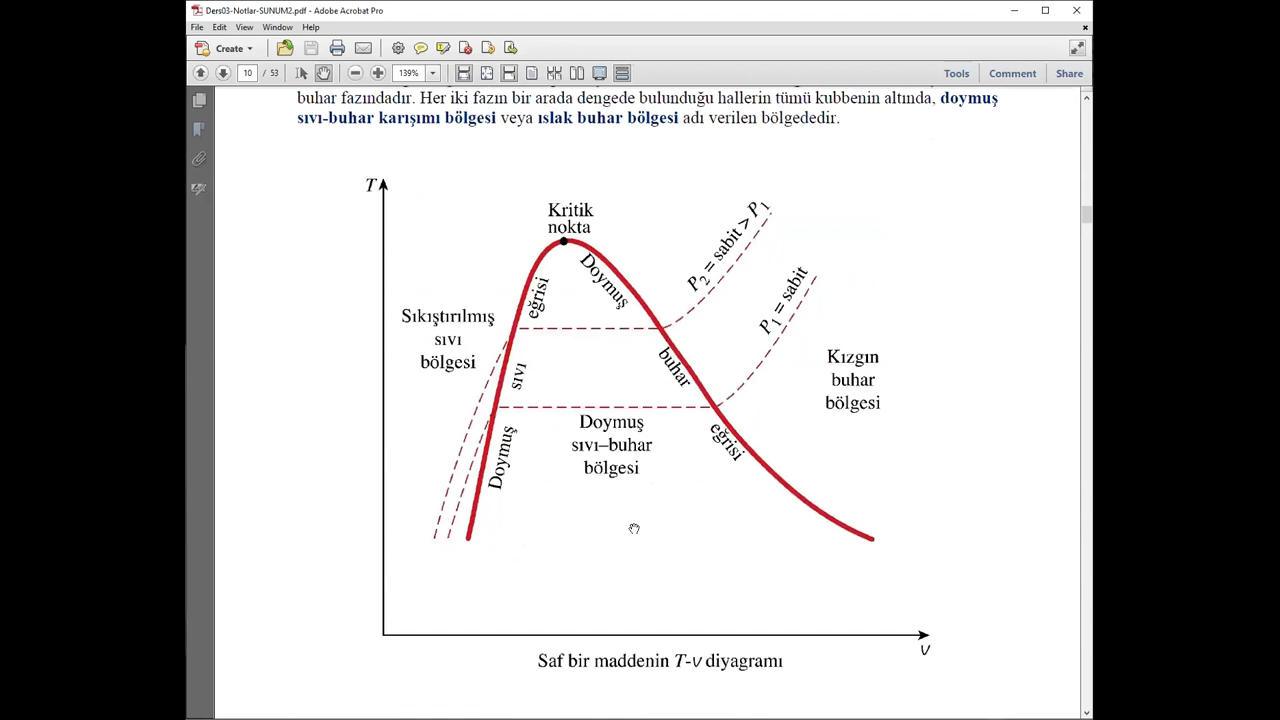 Ders03-Notlar-SUNUM2.pdf - Adobe Acrobat Pro
File Edit View Window Help
Create
10 / 53
139%
Tools Comment Share
buhar fazındadır. Her iki fazın bir arada dengede bulunduğu hallerin tümü kubbenin altında, doymuş
sıvı-buhar karışımı bölgesi veya ıslak buhar bölgesi adı verilen bölgededir.
T
Kritik
nokta
P2 = sabit > P1
P1 = sabit
Doymuş sıvı eğrisi
Doymuş buhar eğrisi
Sıkıştırılmış
sıvı
bölgesi
Kızgın
buhar
bölgesi
Doymuş
sıvı–buhar
bölgesi
v
Saf bir maddenin T-v diyagramı